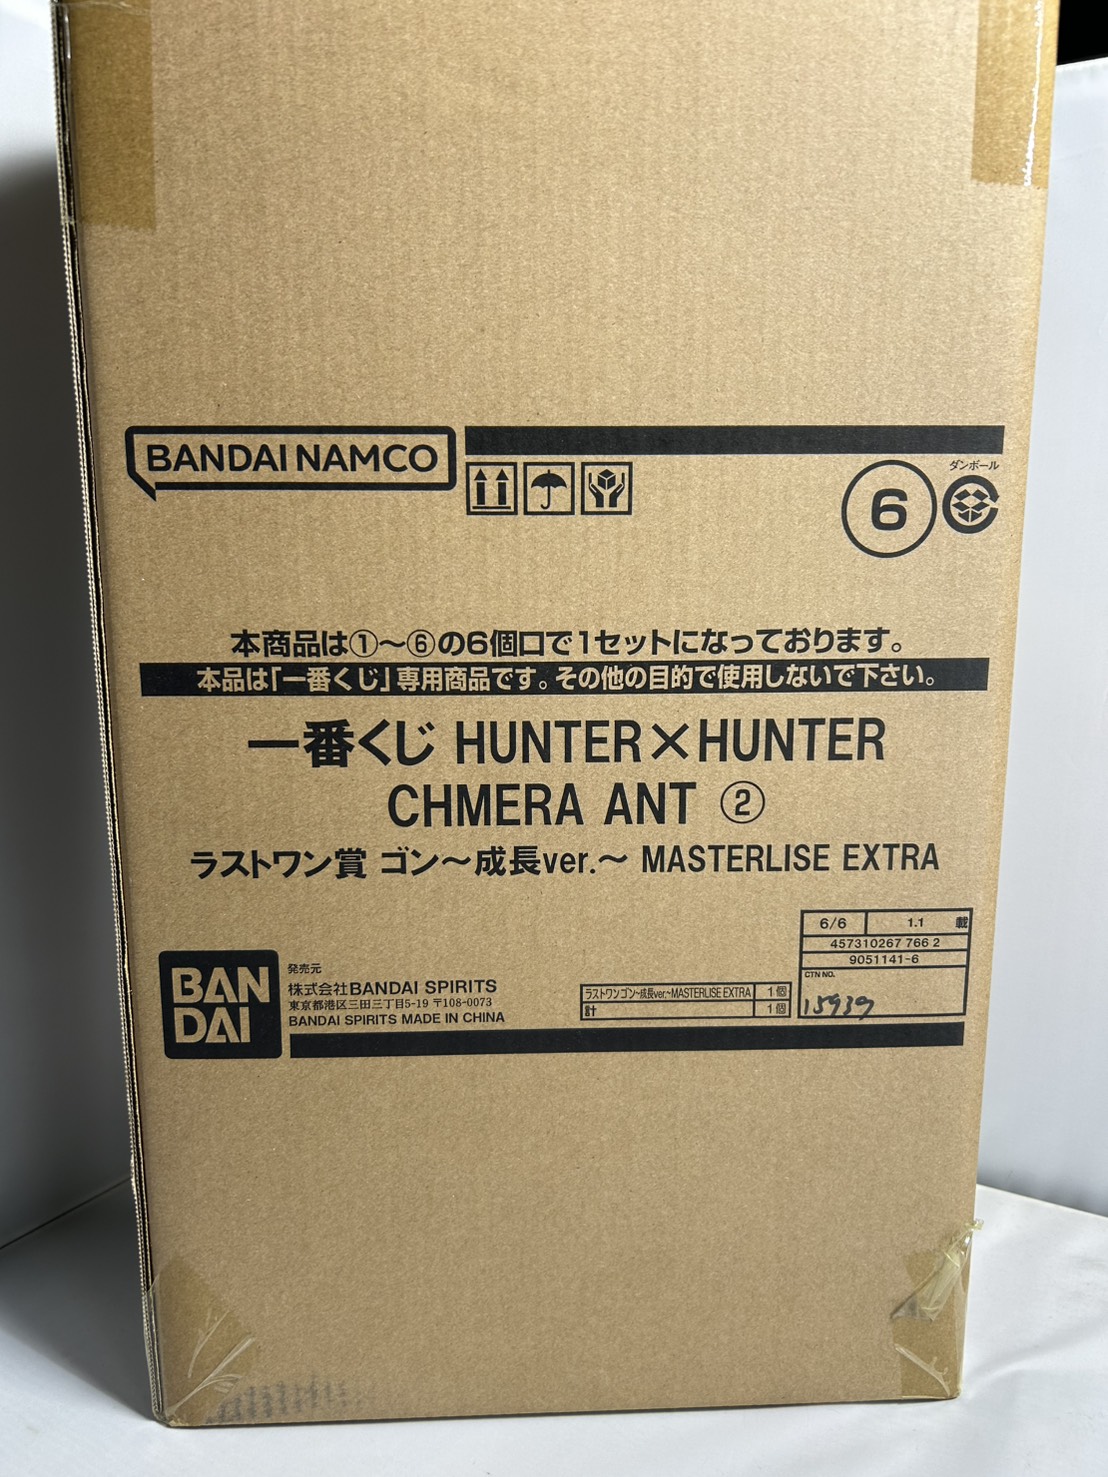 BANDAI NAMCO
6
ダンボール
本商品は①～⑥の6個口で1セットになっております。
本品は「一番くじ」専用商品です。その他の目的で使用しないで下さい。
一番くじ HUNTER×HUNTER
CHMERA ANT ②
ラストワン賞 ゴン～成長ver.～ MASTERLISE EXTRA
6/6 1.1 載
457310267 766 2
9051141-6
CTN NO.
15939
BAN
DAI
発売元
株式会社BANDAI SPIRITS
東京都港区三田三丁目5-19 〒108-0073
BANDAI SPIRITS MADE IN CHINA
ラストワンゴン~成長ver.~MASTERLISE EXTRA 1個
計 1個